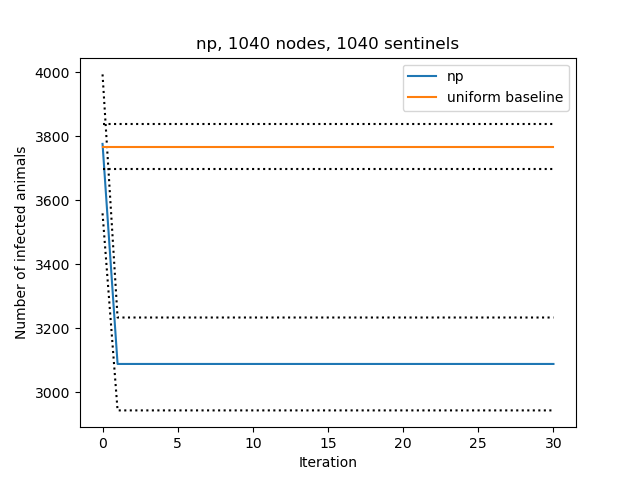 np, 1040 nodes, 1040 sentinels
np
uniform baseline
Number of infected animals
4000
3800
3600
3400
3200
3000
0 5 10 15 20 25 30
Iteration